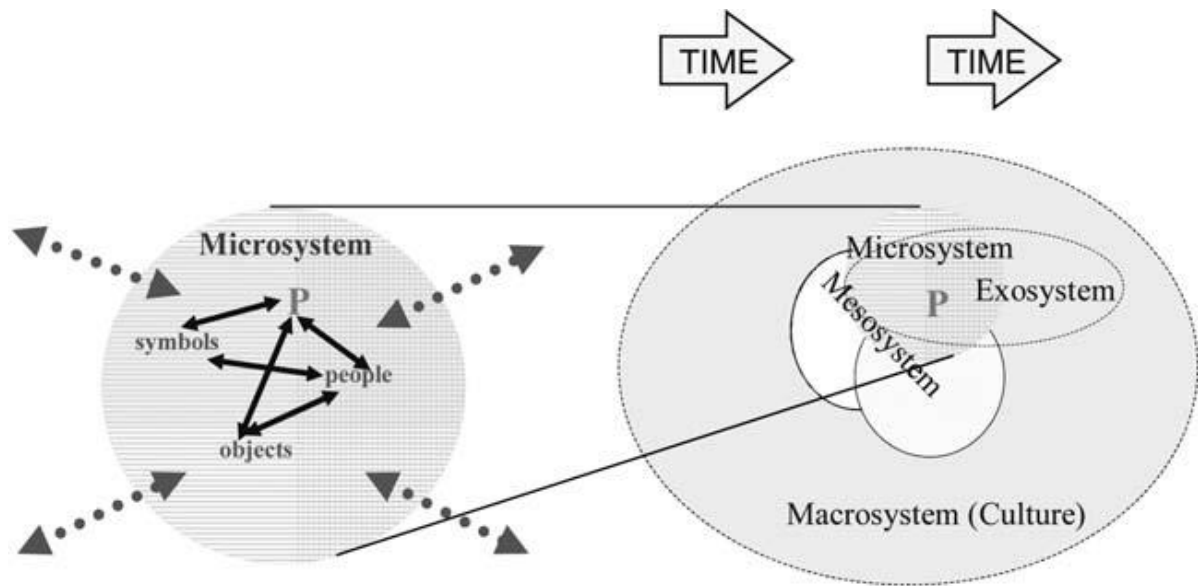 TIME
TIME
Microsystem
P
symbols
people
objects
Microsystem
Exosystem
P
Mesosystem
Macrosystem (Culture)